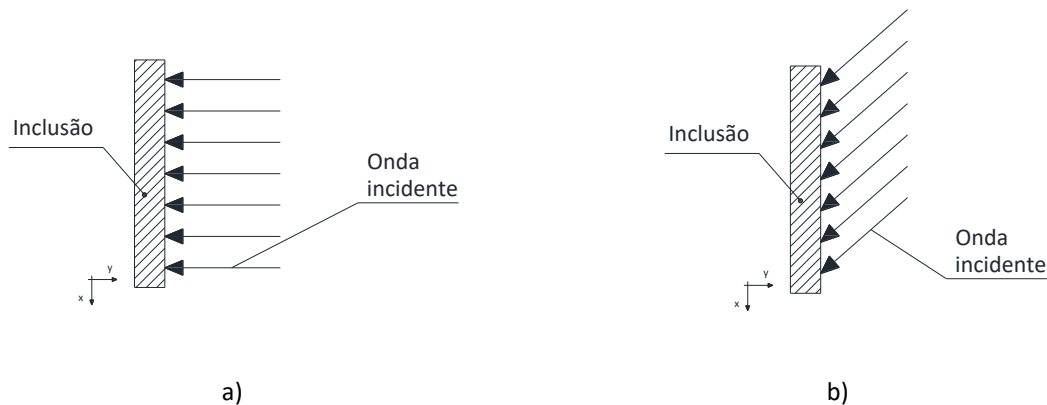 Inclusão
Onda
incidente
y
x
a)
Inclusão
Onda
incidente
y
x
b)